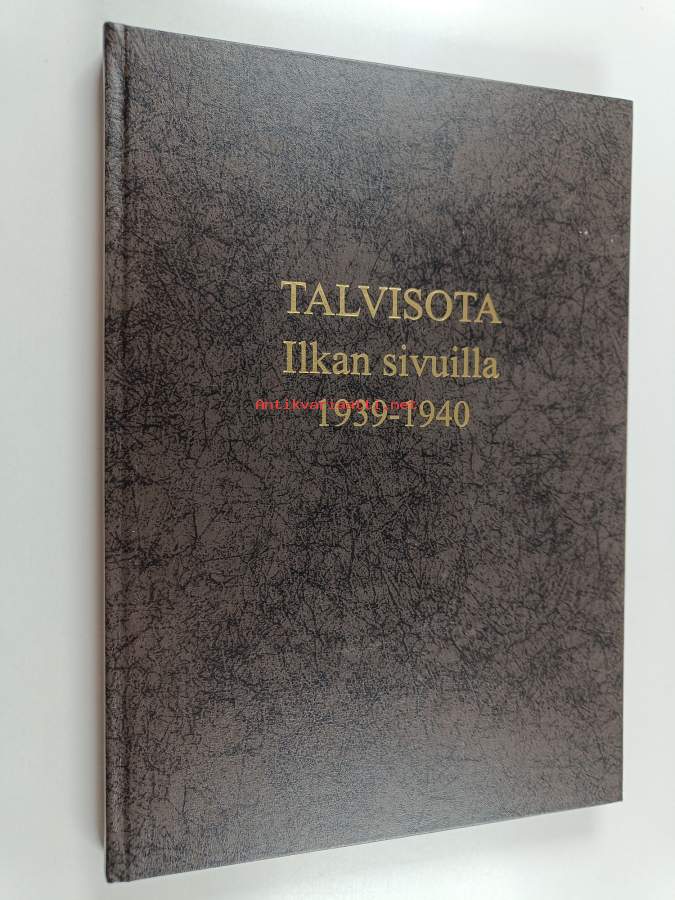 TALVISOTA
Ilkan sivuilla
Antikvariaatti.net
1939-1940